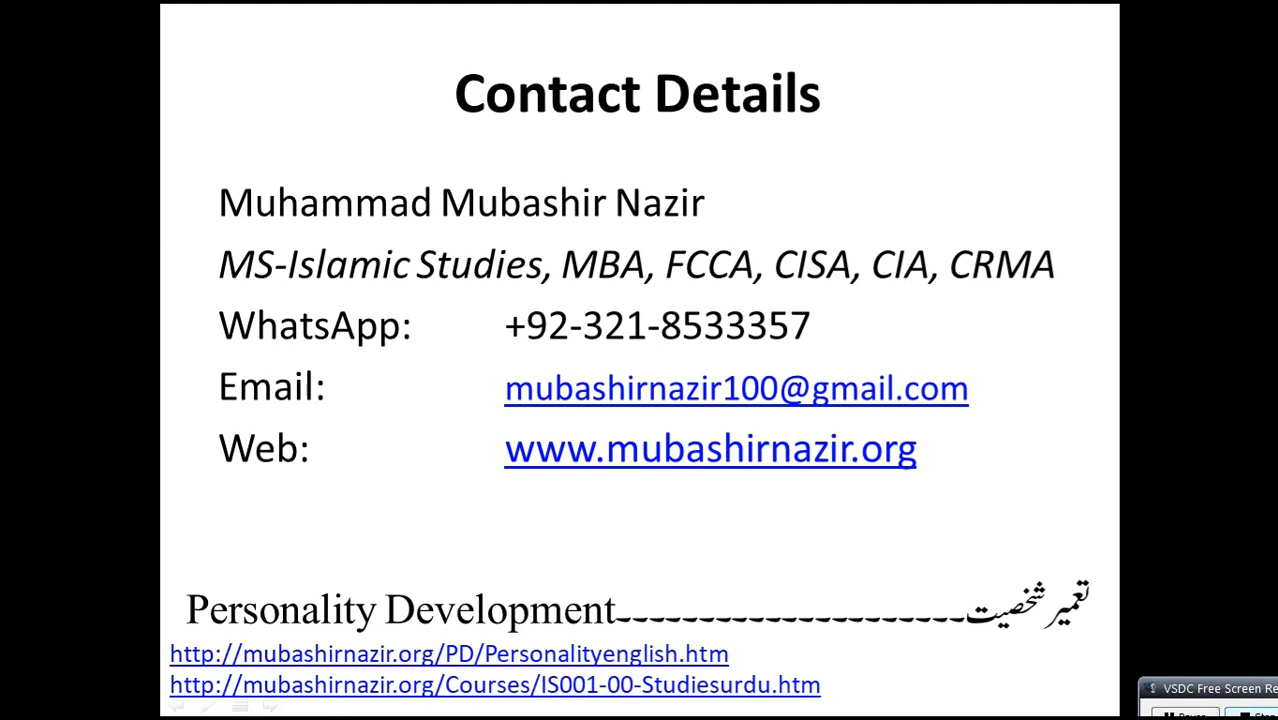 Contact Details
Muhammad Mubashir Nazir
MS-Islamic Studies, MBA, FCCA, CISA, CIA, CRMA
WhatsApp: +92-321-8533357
Email: mubashirnazir100@gmail.com
Web: www.mubashirnazir.org
Personality Development---------------------تعمیر شخصیت
http://mubashirnazir.org/PD/Personalityenglish.htm
http://mubashirnazir.org/Courses/IS001-00-Studiesurdu.htm
VSDC Free Screen Re